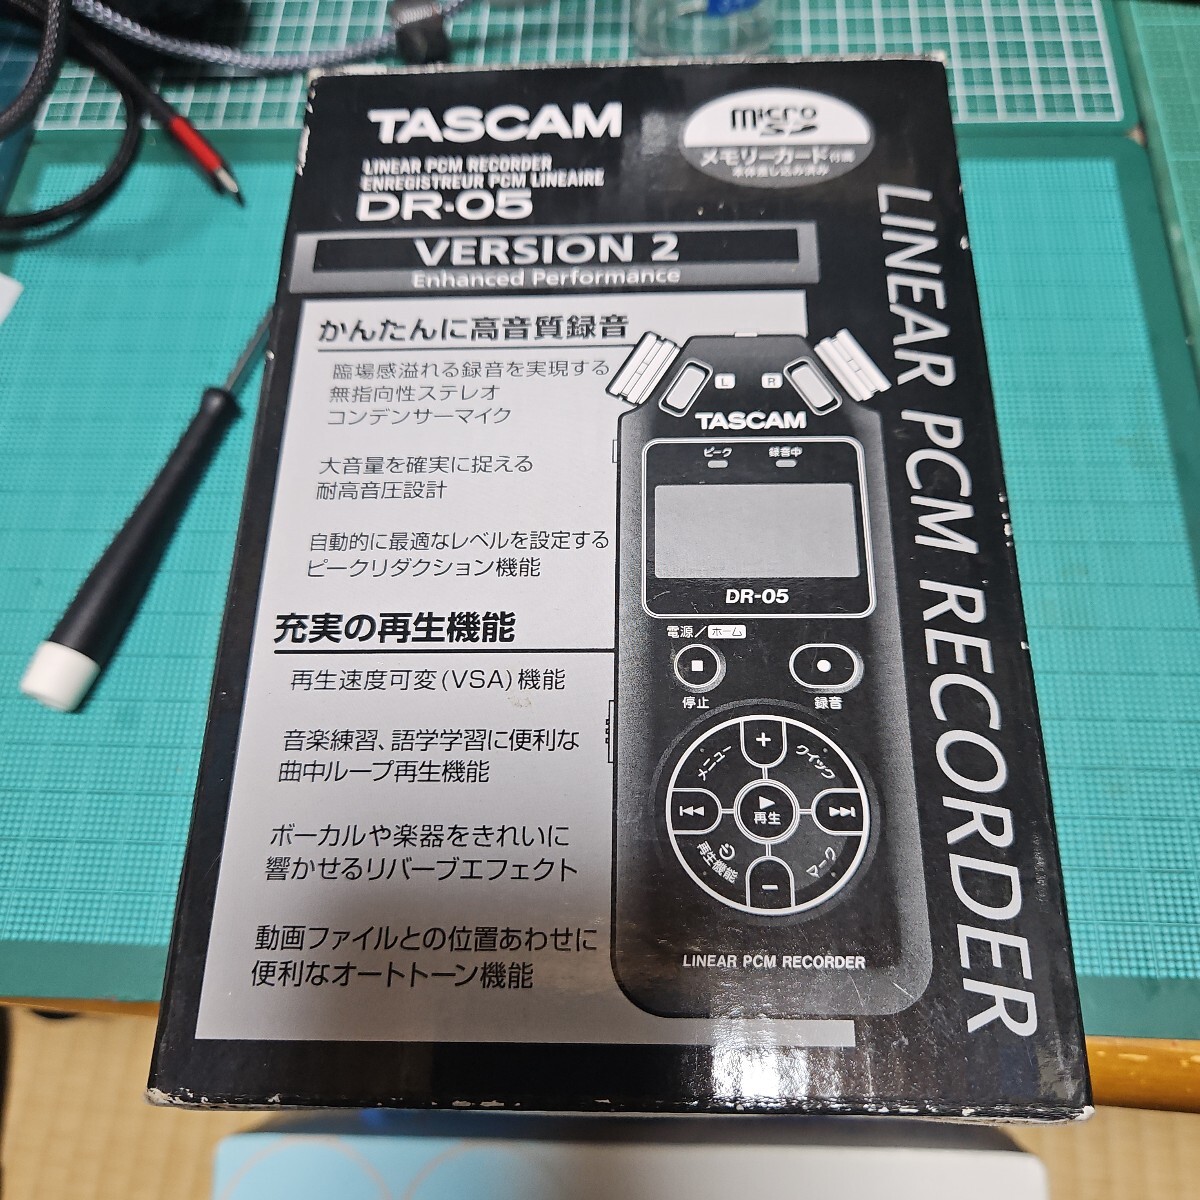 TASCAM
LINEAR PCM RECORDER
ENREGISTREUR PCM LINEAIRE
DR-05
micro
SD
メモリーカード付属
本体差し込み済み
VERSION 2
Enhanced Performance
かんたんに高音質録音
臨場感溢れる録音を実現する
無指向性ステレオ
コンデンサーマイク
大音量を確実に捉える
耐高音圧設計
自動的に最適なレベルを設定する
ピークリダクション機能
充実の再生機能
再生速度可変(VSA)機能
音楽練習、語学学習に便利な
曲中ループ再生機能
ボーカルや楽器をきれいに
響かせるリバーブエフェクト
動画ファイルとの位置あわせに
便利なオートトーン機能
L R
TASCAM
ピーク 録音中
DR-05
電源/ホーム
停止 録音
+
メニュー クイック
再生
再生機能 マーク
-
LINEAR PCM RECORDER
LINEAR PCM RECORDER